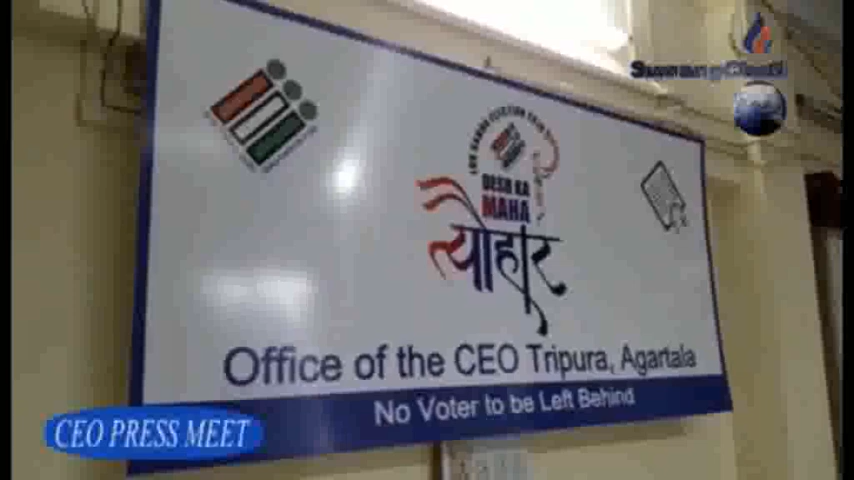 DESH KA
MAHA
त्यौहार
Office of the CEO Tripura, Agartala
No Voter to be Left Behind
CEO PRESS MEET